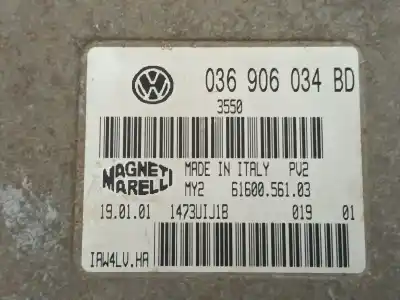 036 906 034 BD
3550
MAGNETI MARELLI
MADE IN ITALY PV2
MY2 61600.561.03
19.01.01 1473UIJ1B 019 01
IAW4LV.HA